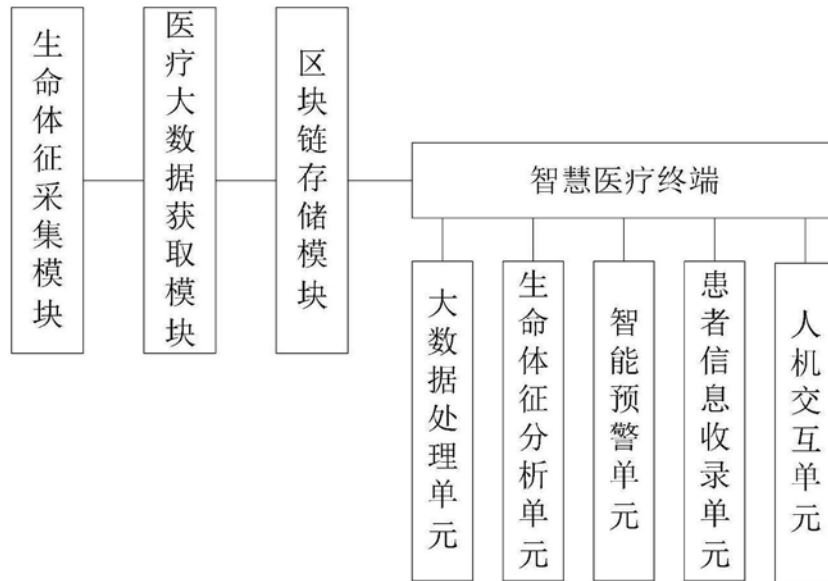 生命体征采集模块
医疗大数据获取模块
区块链存储模块
智慧医疗终端
大数据处理单元
生命体征分析单元
智能预警单元
患者信息收录单元
人机交互单元